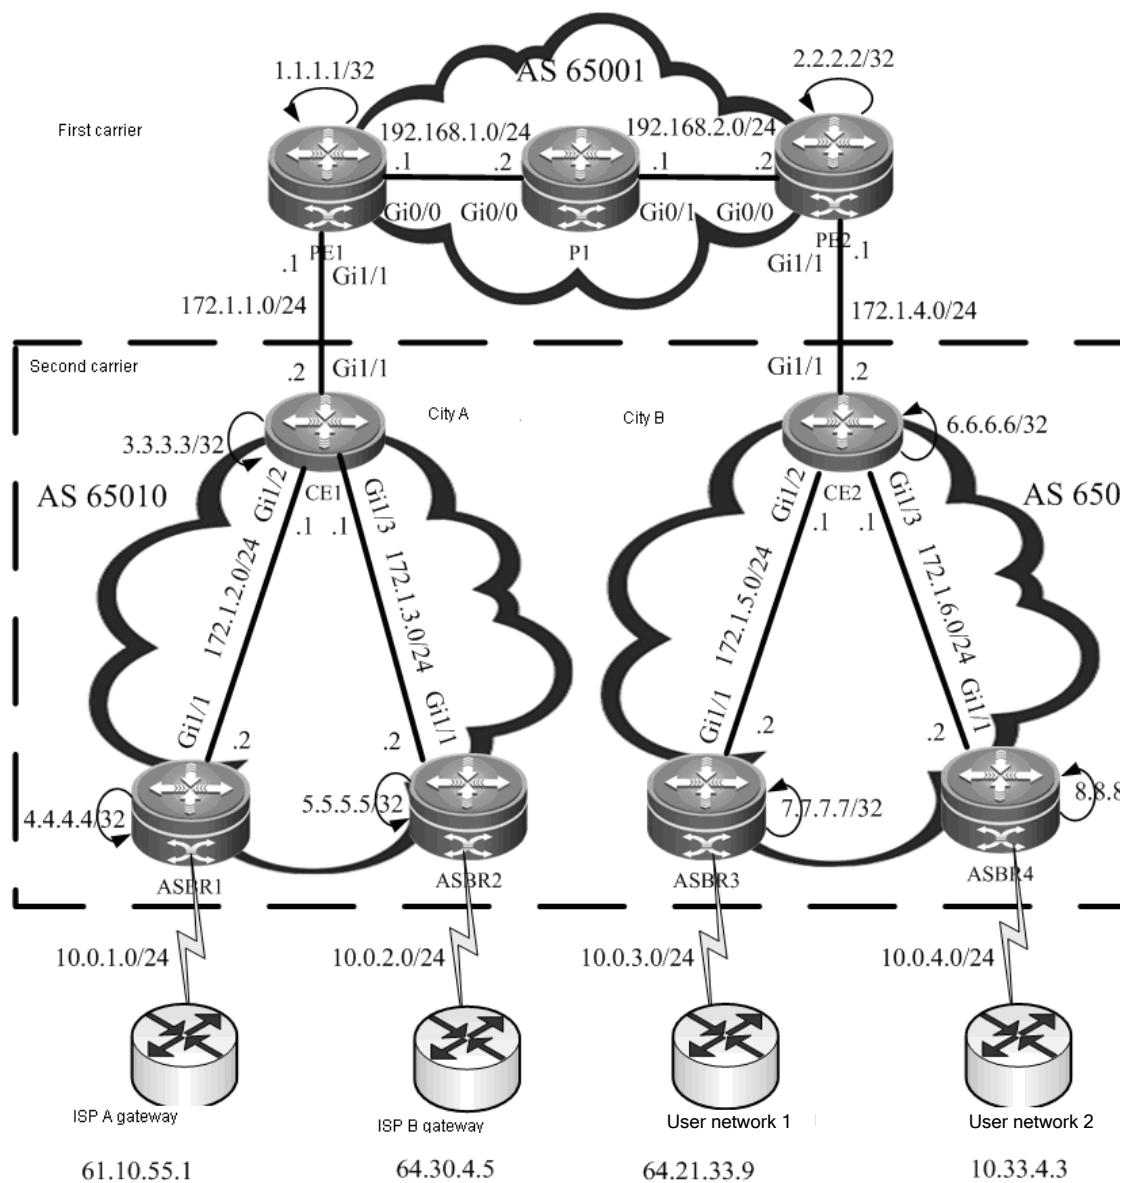 AS 65001
1.1.1.1/32
2.2.2.2/32
First carrier
192.168.1.0/24
192.168.2.0/24
.1
.2
.1
.2
Gi0/0
Gi0/0
Gi0/1
Gi0/0
PE1
P1
PE2
.1
Gi1/1
Gi1/1
.1
172.1.1.0/24
172.1.4.0/24
Second carrier
.2
Gi1/1
Gi1/1
.2
City A
City B
3.3.3.3/32
6.6.6.6/32
AS 65010
CE1
CE2
AS 650
Gi1/2
Gi1/3
Gi1/2
Gi1/3
.1
.1
.1
.1
172.1.2.0/24
172.1.3.0/24
172.1.5.0/24
172.1.6.0/24
Gi1/1
Gi1/1
Gi1/1
Gi1/1
.2
.2
.2
.2
4.4.4.4/32
5.5.5.5/32
7.7.7.7/32
8.8.8
ASBR1
ASBR2
ASBR3
ASBR4
10.0.1.0/24
10.0.2.0/24
10.0.3.0/24
10.0.4.0/24
ISP A gateway
ISP B gateway
User network 1
User network 2
61.10.55.1
64.30.4.5
64.21.33.9
10.33.4.3